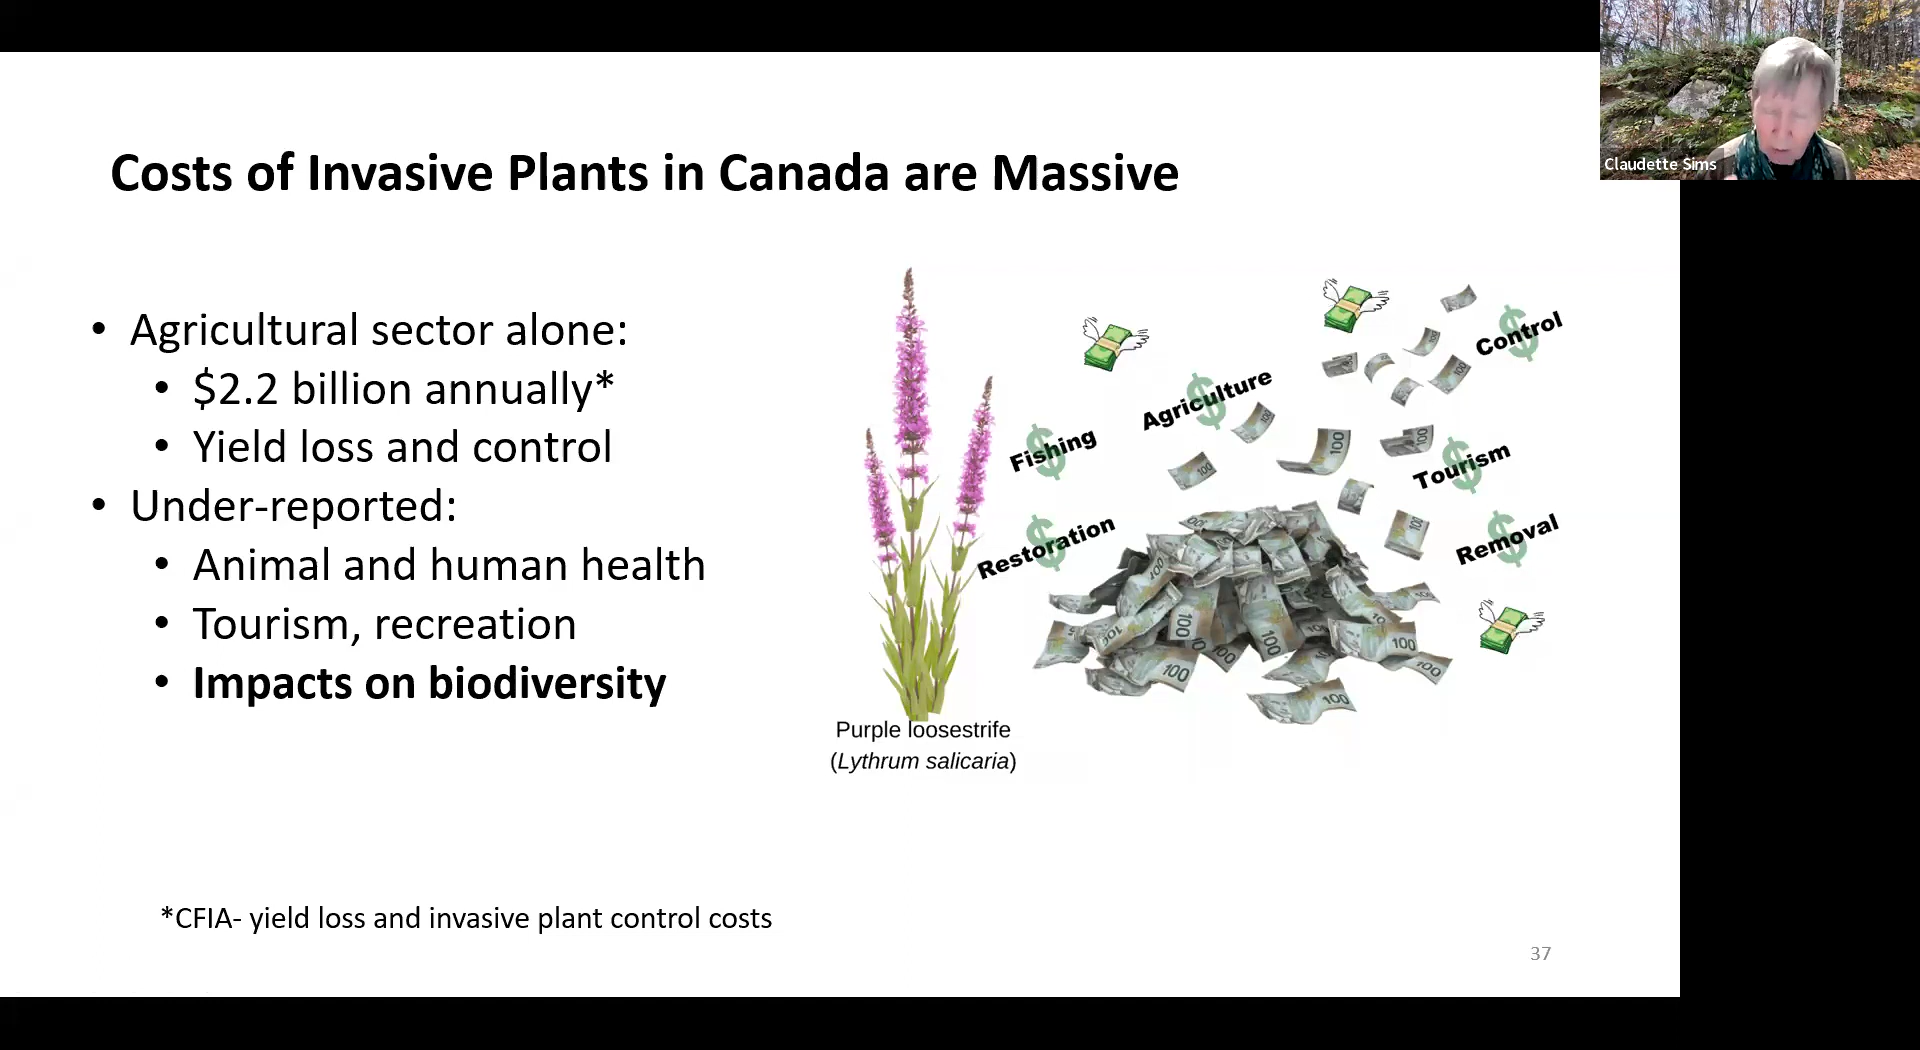 Claudette Sims
Costs of Invasive Plants in Canada are Massive
• Agricultural sector alone:
• $2.2 billion annually*
• Yield loss and control
• Under-reported:
• Animal and human health
• Tourism, recreation
• Impacts on biodiversity
Control
Agriculture
Fishing
Tourism
Restoration
Removal
100
Purple loosestrife
(Lythrum salicaria)
*CFIA- yield loss and invasive plant control costs
37